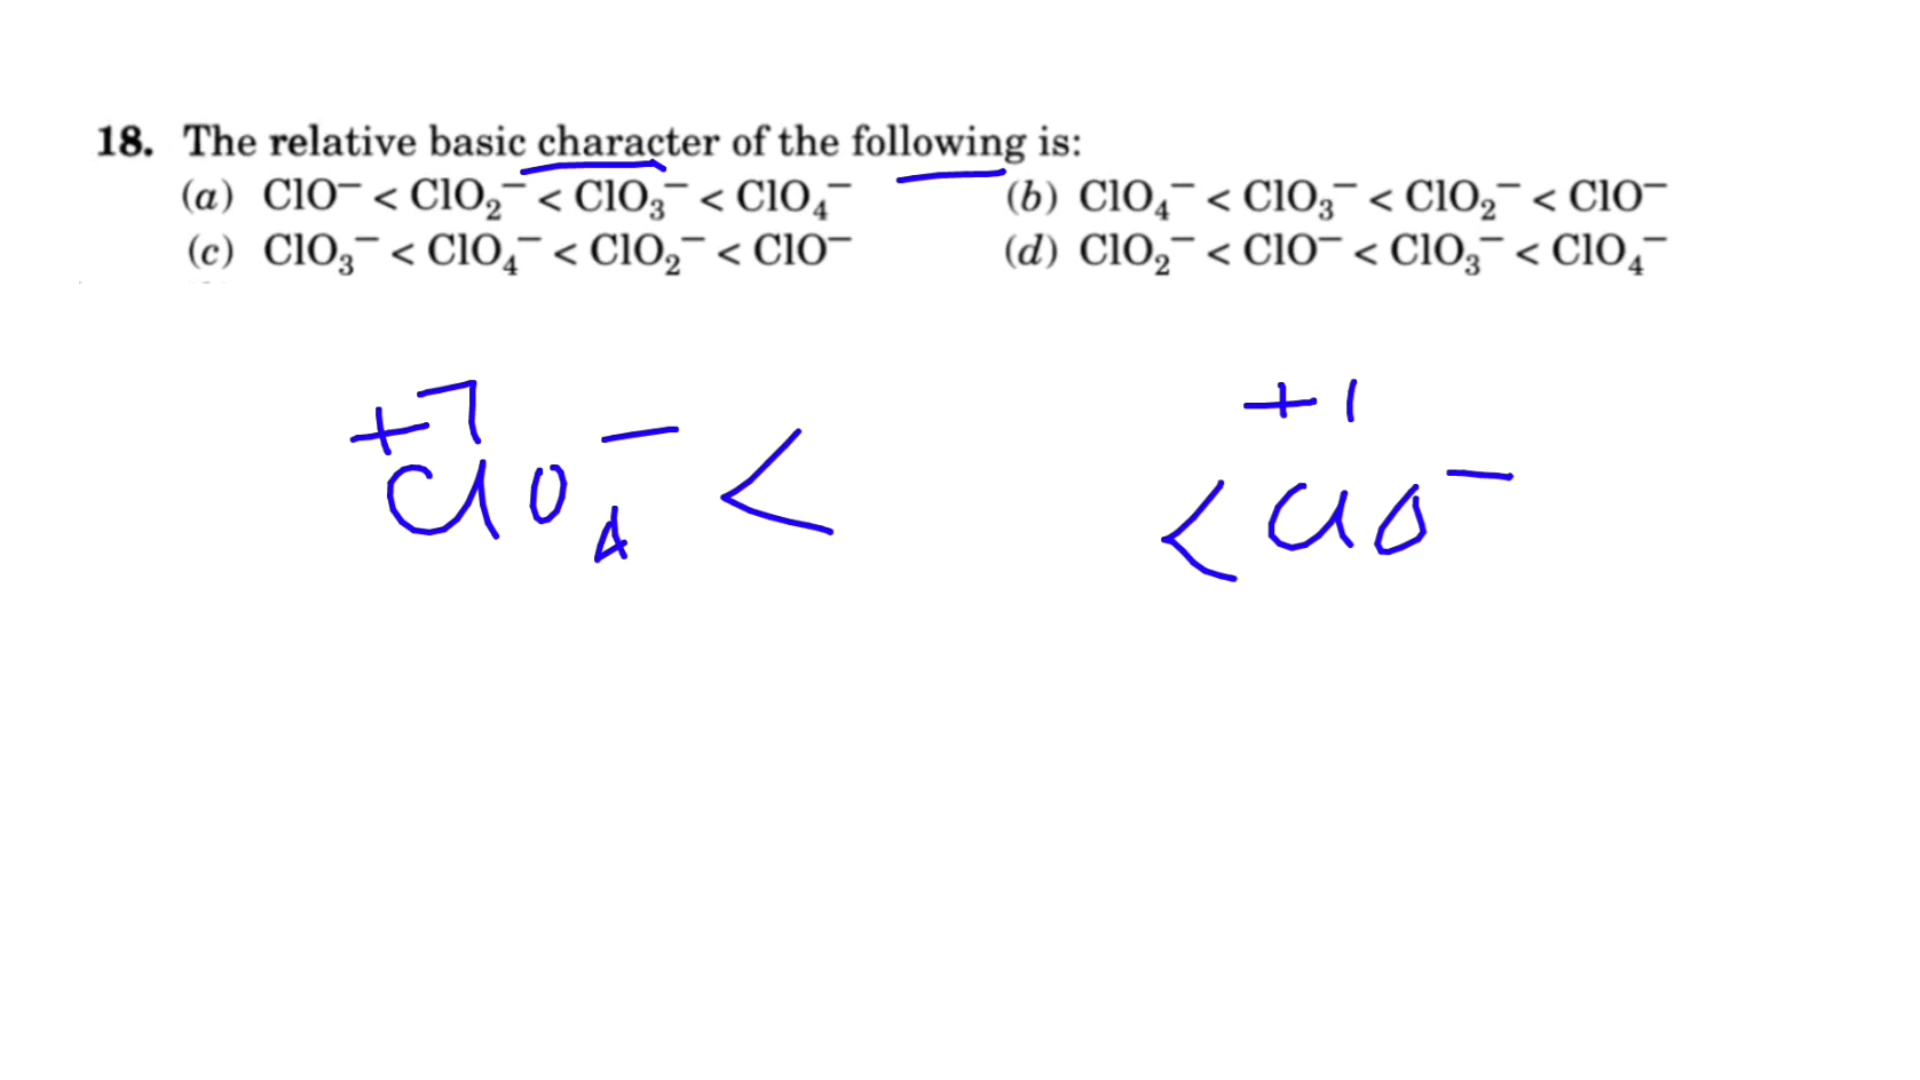 18. The relative basic character of the following is:
(a) ClO⁻ < ClO₂⁻ < ClO₃⁻ < ClO₄⁻ (b) ClO₄⁻ < ClO₃⁻ < ClO₂⁻ < ClO⁻
(c) ClO₃⁻ < ClO₄⁻ < ClO₂⁻ < ClO⁻ (d) ClO₂⁻ < ClO⁻ < ClO₃⁻ < ClO₄⁻
+7 +1
ClO₄⁻ < < ClO⁻